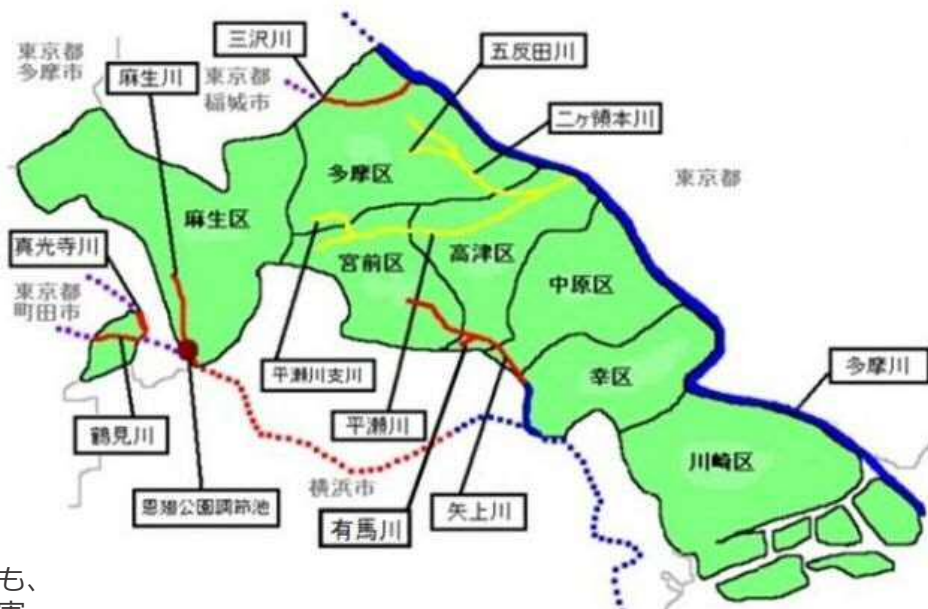 三沢川
五反田川
東京都
多摩市
麻生川
東京都
稲城市
二ヶ領本川
多摩区
東京都
麻生区
真光寺川
宮前区
高津区
中原区
東京都
町田市
平瀬川支川
幸区
多摩川
鶴見川
平瀬川
川崎区
恩廻公園調節池
横浜市
有馬川
矢上川
も、